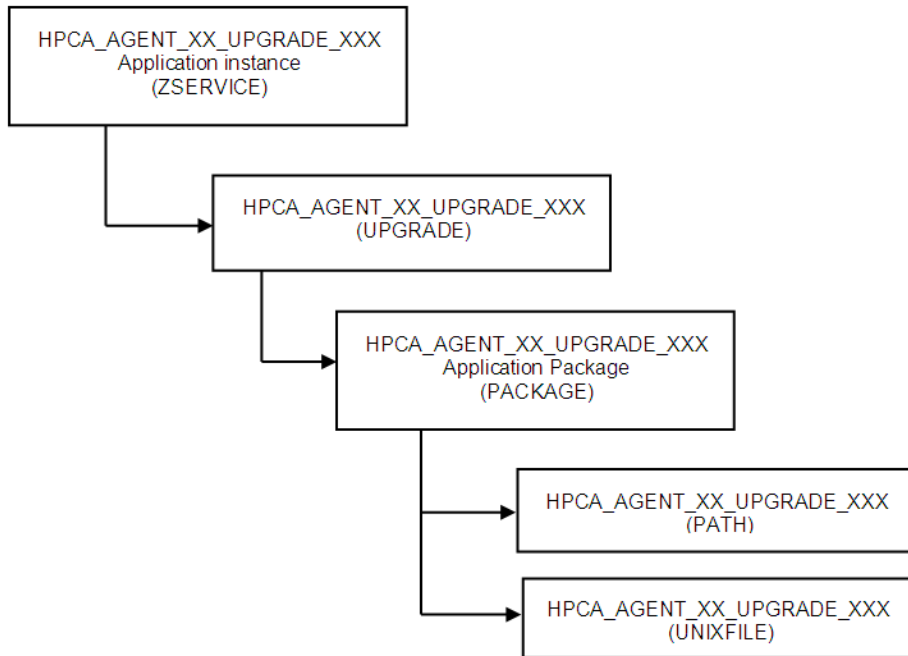 HPCA_AGENT_XX_UPGRADE_XXX
Application instance
(ZSERVICE)
HPCA_AGENT_XX_UPGRADE_XXX
(UPGRADE)
HPCA_AGENT_XX_UPGRADE_XXX
Application Package
(PACKAGE)
HPCA_AGENT_XX_UPGRADE_XXX
(PATH)
HPCA_AGENT_XX_UPGRADE_XXX
(UNIXFILE)